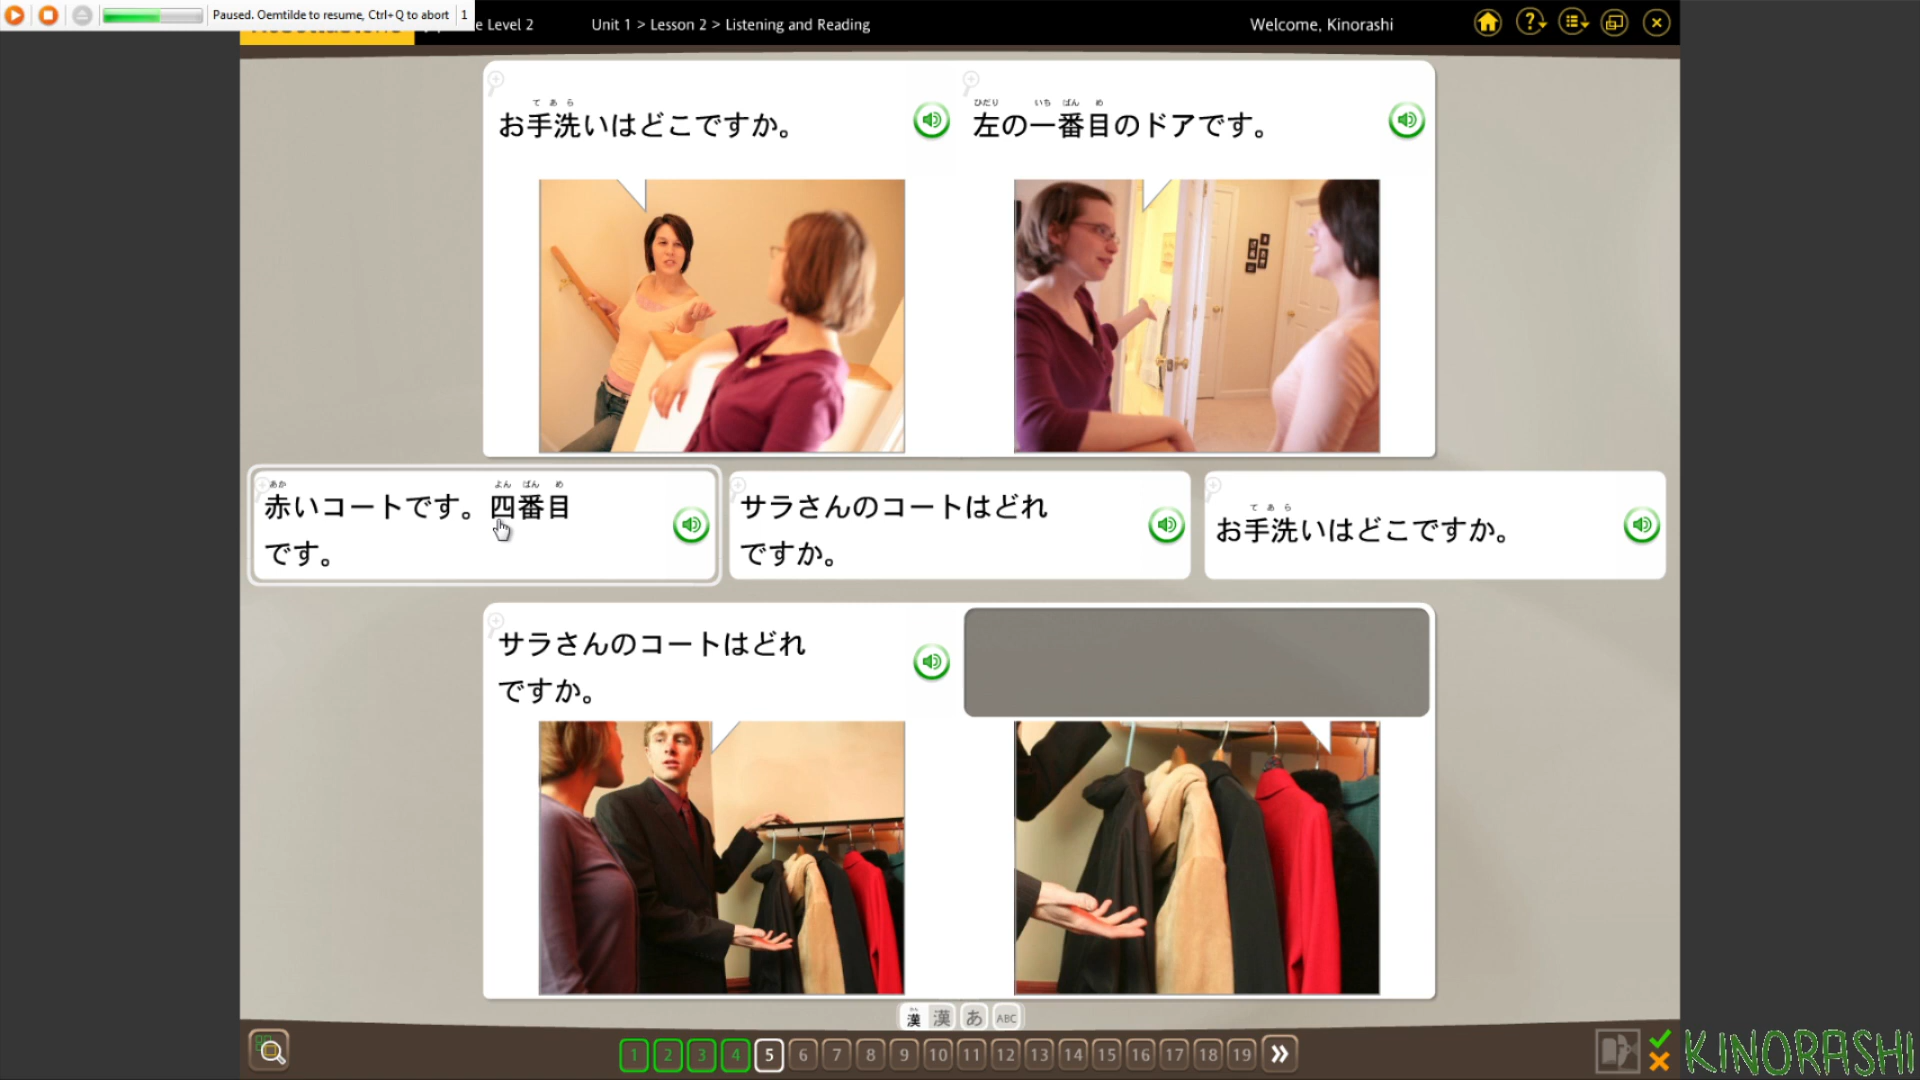 Paused. Oemtilde to resume, Ctrl+Q to abort
1
e Level 2
Unit 1 > Lesson 2 > Listening and Reading
Welcome, Kinorashi
て あ ら
お手洗いはどこですか。
ひだり いち ばん め
左の一番目のドアです。
あか よん ばん め
赤いコートです。四番目
です。
サラさんのコートはどれ
ですか。
て あ ら
お手洗いはどこですか。
サラさんのコートはどれ
ですか。
漢 漢 あ ABC
1 2 3 4 5 6 7 8 9 10 11 12 13 14 15 16 17 18 19
KINORASHI